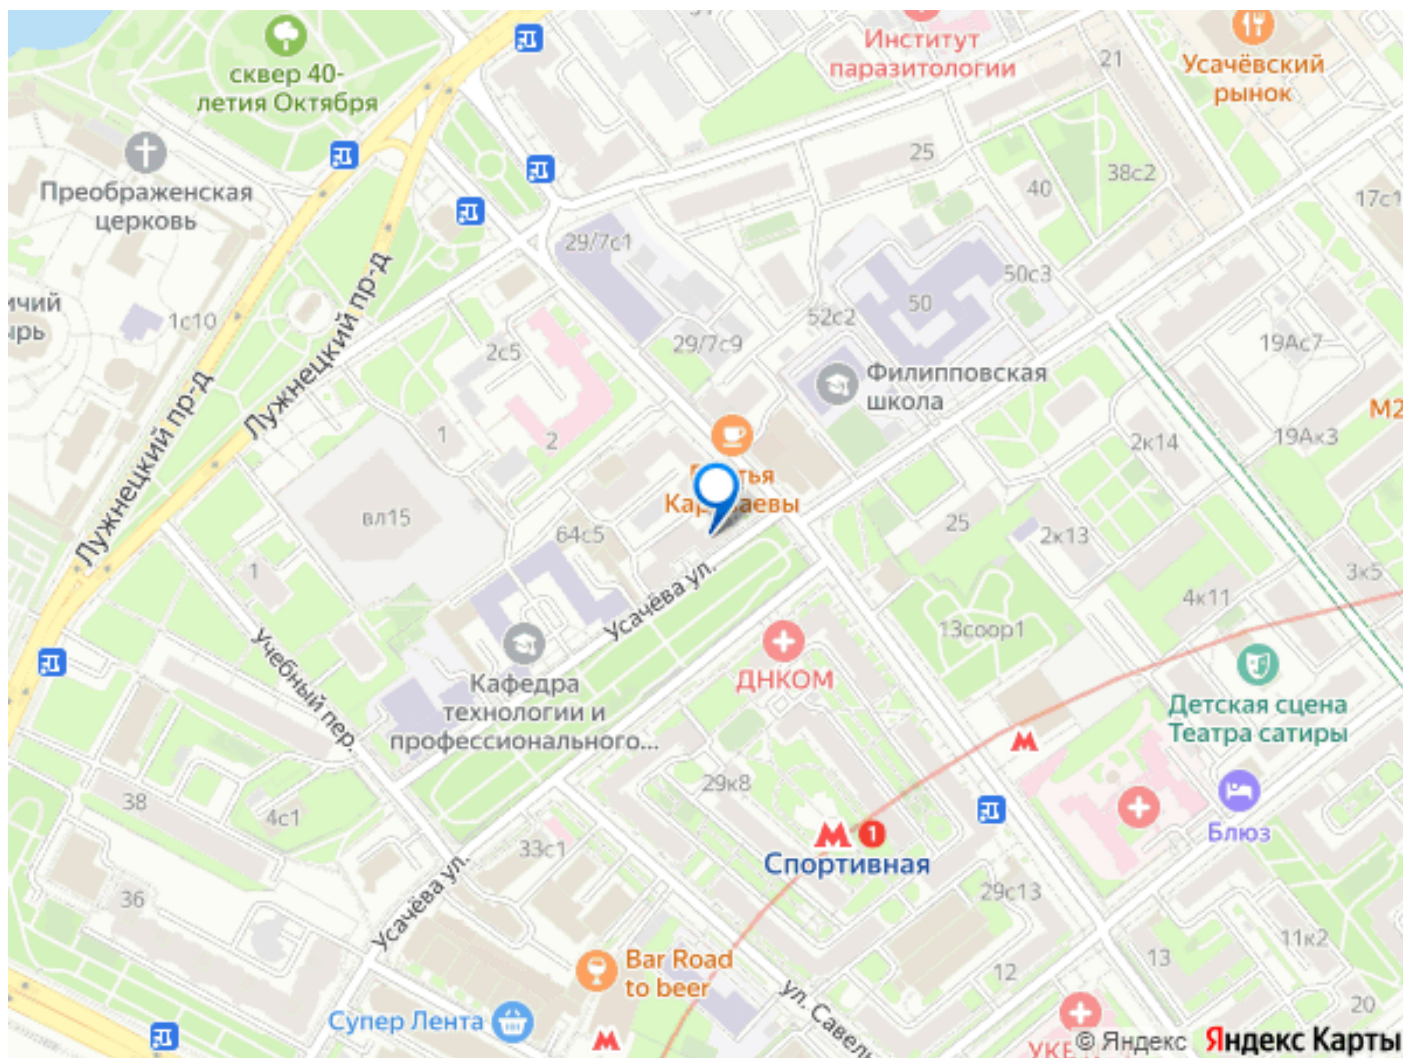 Институт
паразитологии
21
Усачёвский
рынок
сквер 40-
летия Октября
Преображенская
церковь
25
38с2
40
17с1
29/7с1
50с3
50
52с2
1с10
2с5
29/7с9
19Ас7
Лужнецкий пр-д
Лужнецкий пр-д
Филипповская
школа
М2
1
2
2к14
19Ак3
вл15
64с5
25
2к13
3к5
1
Усачёва ул.
13соор1
4к11
Учебный пер.
ДНКОМ
Кафедра
технологии и
профессионального...
Детская сцена
Театра сатиры
29к8
38
4с1
Блюз
33с1
1
Спортивная
36
29с13
Усачёва ул.
Bar Road
to beer
12
13
11к2
20
Супер Лента
© Яндекс
Яндекс Карты